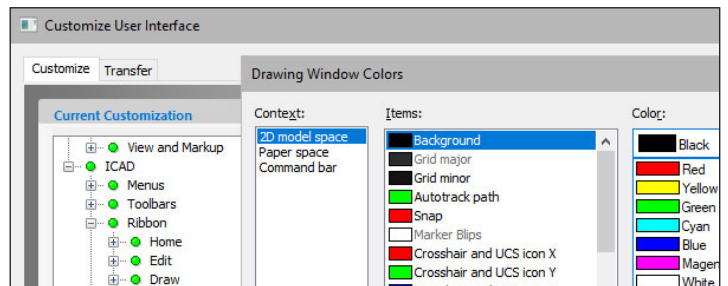 Customize User Interface
Customize
Transfer
Current Customization
View and Markup
ICAD
Menus
Toolbars
Ribbon
Home
Edit
Draw
Drawing Window Colors
Context:
2D model space
Paper space
Command bar
Items:
Background
Grid major
Grid minor
Autotrack path
Snap
Marker Blips
Crosshair and UCS icon X
Crosshair and UCS icon Y
Color:
Black
Red
Yellow
Green
Cyan
Blue
Magen
White